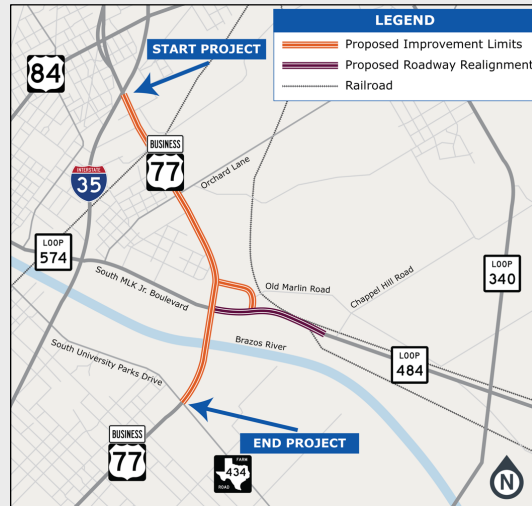 LEGEND
Proposed Improvement Limits
Proposed Roadway Realignment
Railroad
START PROJECT
84
BUSINESS
77
INTERSTATE
35
Orchard Lane
LOOP
574
LOOP
340
South MLK Jr. Boulevard
Old Marlin Road
Chappel Hill Road
Brazos River
South University Parks Drive
LOOP
484
BUSINESS
77
END PROJECT
FARM
434
ROAD
N